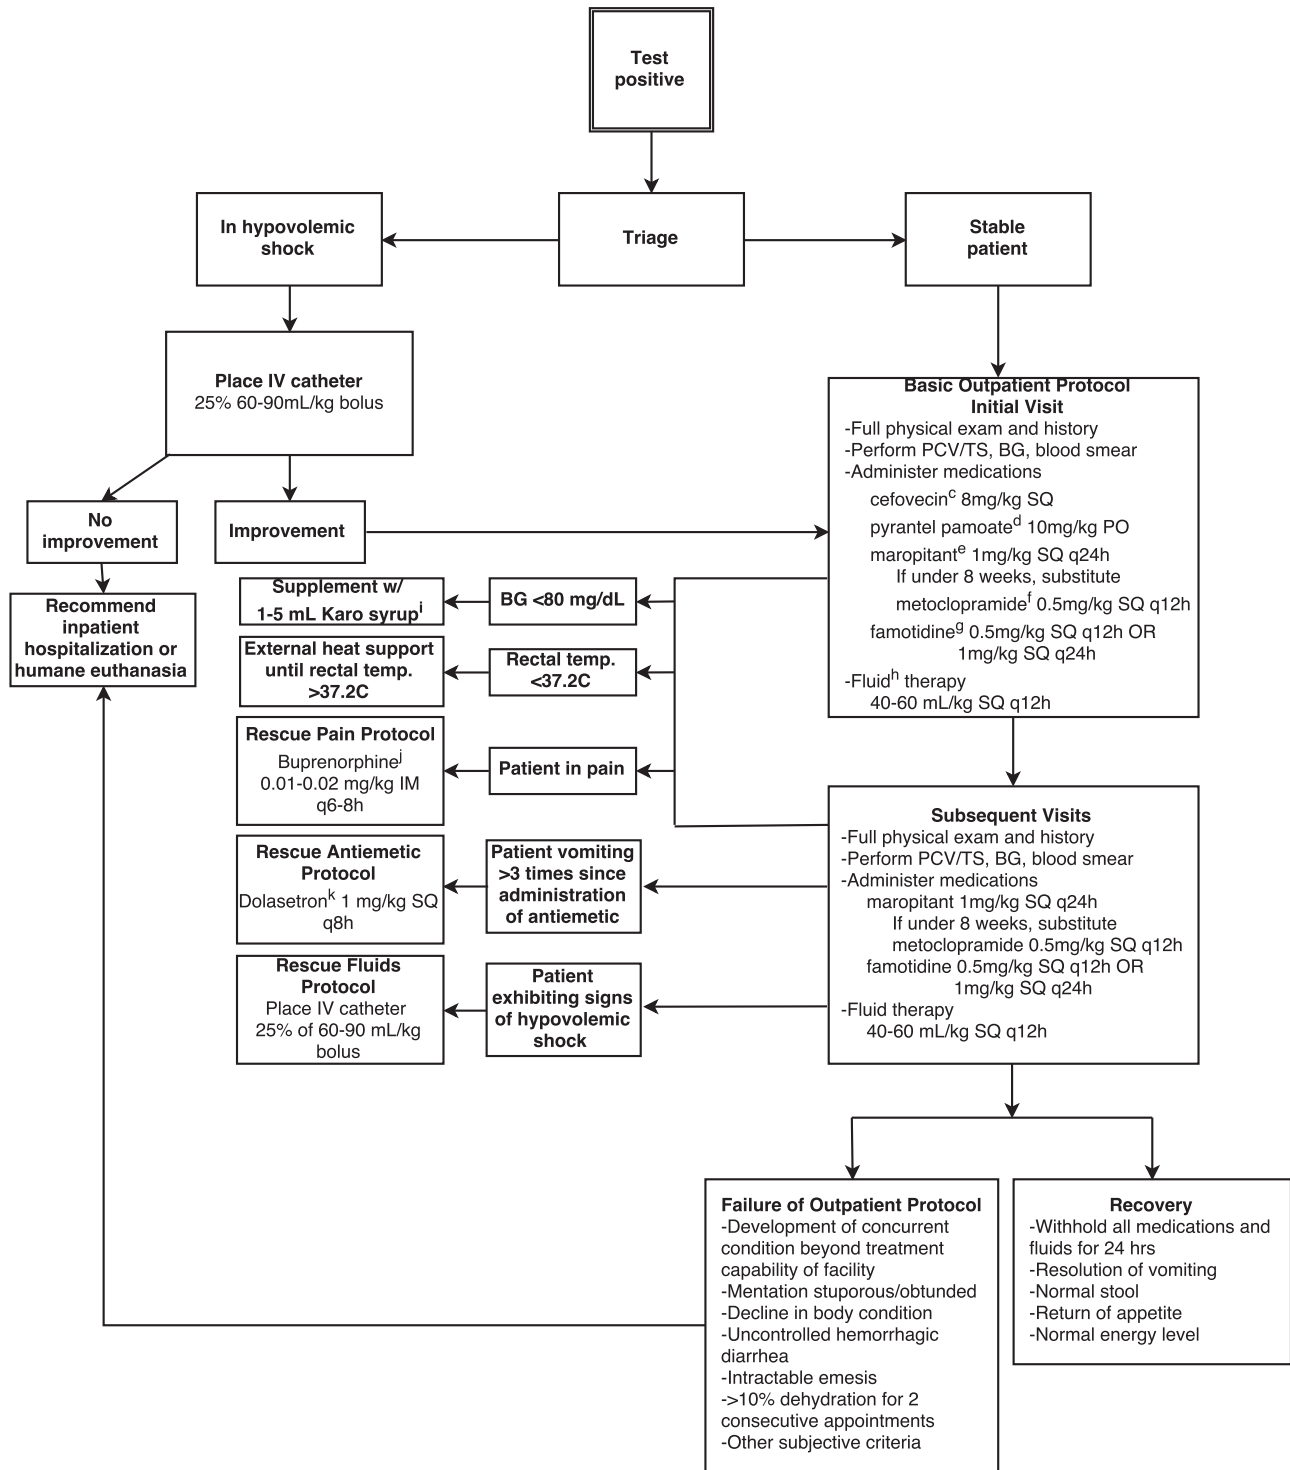 Test
positive
In hypovolemic
shock
Triage
Stable
patient
Place IV catheter
25% 60-90mL/kg bolus
No
improvement
Improvement
Recommend
inpatient
hospitalization or
humane euthanasia
Basic Outpatient Protocol
Initial Visit
-Full physical exam and history
-Perform PCV/TS, BG, blood smear
-Administer medications
cefovecinc 8mg/kg SQ
pyrantel pamoated 10mg/kg PO
maropitante 1mg/kg SQ q24h
If under 8 weeks, substitute
metoclopramidef 0.5mg/kg SQ q12h
famotidineg 0.5mg/kg SQ q12h OR
1mg/kg SQ q24h
-Fluidh therapy
40-60 mL/kg SQ q12h
Supplement w/
1-5 mL Karo syrupi
BG <80 mg/dL
External heat support
until rectal temp.
>37.2C
Rectal temp.
<37.2C
Rescue Pain Protocol
Buprenorphinej
0.01-0.02 mg/kg IM
q6-8h
Patient in pain
Rescue Antiemetic
Protocol
Dolasetronk 1 mg/kg SQ
q8h
Patient vomiting
>3 times since
administration
of antiemetic
Rescue Fluids
Protocol
Place IV catheter
25% of 60-90 mL/kg
bolus
Patient
exhibiting signs
of hypovolemic
shock
Subsequent Visits
-Full physical exam and history
-Perform PCV/TS, BG, blood smear
-Administer medications
maropitant 1mg/kg SQ q24h
If under 8 weeks, substitute
metoclopramide 0.5mg/kg SQ q12h
famotidine 0.5mg/kg SQ q12h OR
1mg/kg SQ q24h
-Fluid therapy
40-60 mL/kg SQ q12h
Failure of Outpatient Protocol
-Development of concurrent
condition beyond treatment
capability of facility
-Mentation stuporous/obtunded
-Decline in body condition
-Uncontrolled hemorrhagic
diarrhea
-Intractable emesis
->10% dehydration for 2
consecutive appointments
-Other subjective criteria
Recovery
-Withhold all medications and
fluids for 24 hrs
-Resolution of vomiting
-Normal stool
-Return of appetite
-Normal energy level